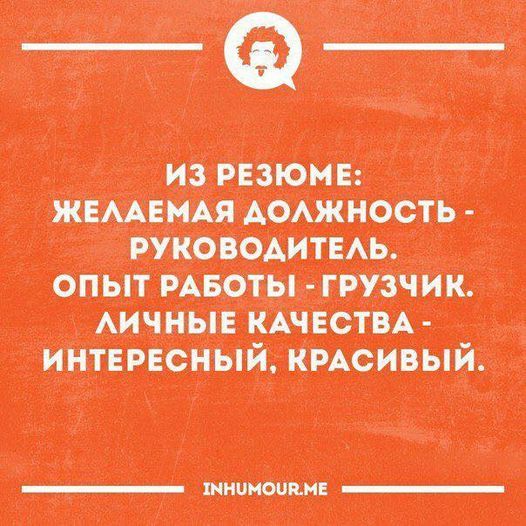 ИЗ РЕЗЮМЕ:
ЖЕЛАЕМАЯ ДОЛЖНОСТЬ -
РУКОВОДИТЕЛЬ.
ОПЫТ РАБОТЫ - ГРУЗЧИК.
ЛИЧНЫЕ КАЧЕСТВА -
ИНТЕРЕСНЫЙ, КРАСИВЫЙ.
INHUMOUR.ME